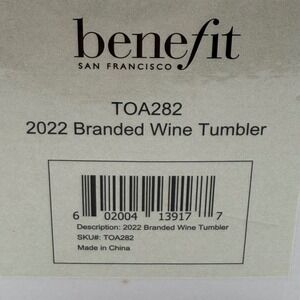 benefit
SAN FRANCISCO
TOA282
2022 Branded Wine Tumbler
6 02004 13917 7
Description: 2022 Branded Wine Tumbler
SKU#: TOA282
Made in China